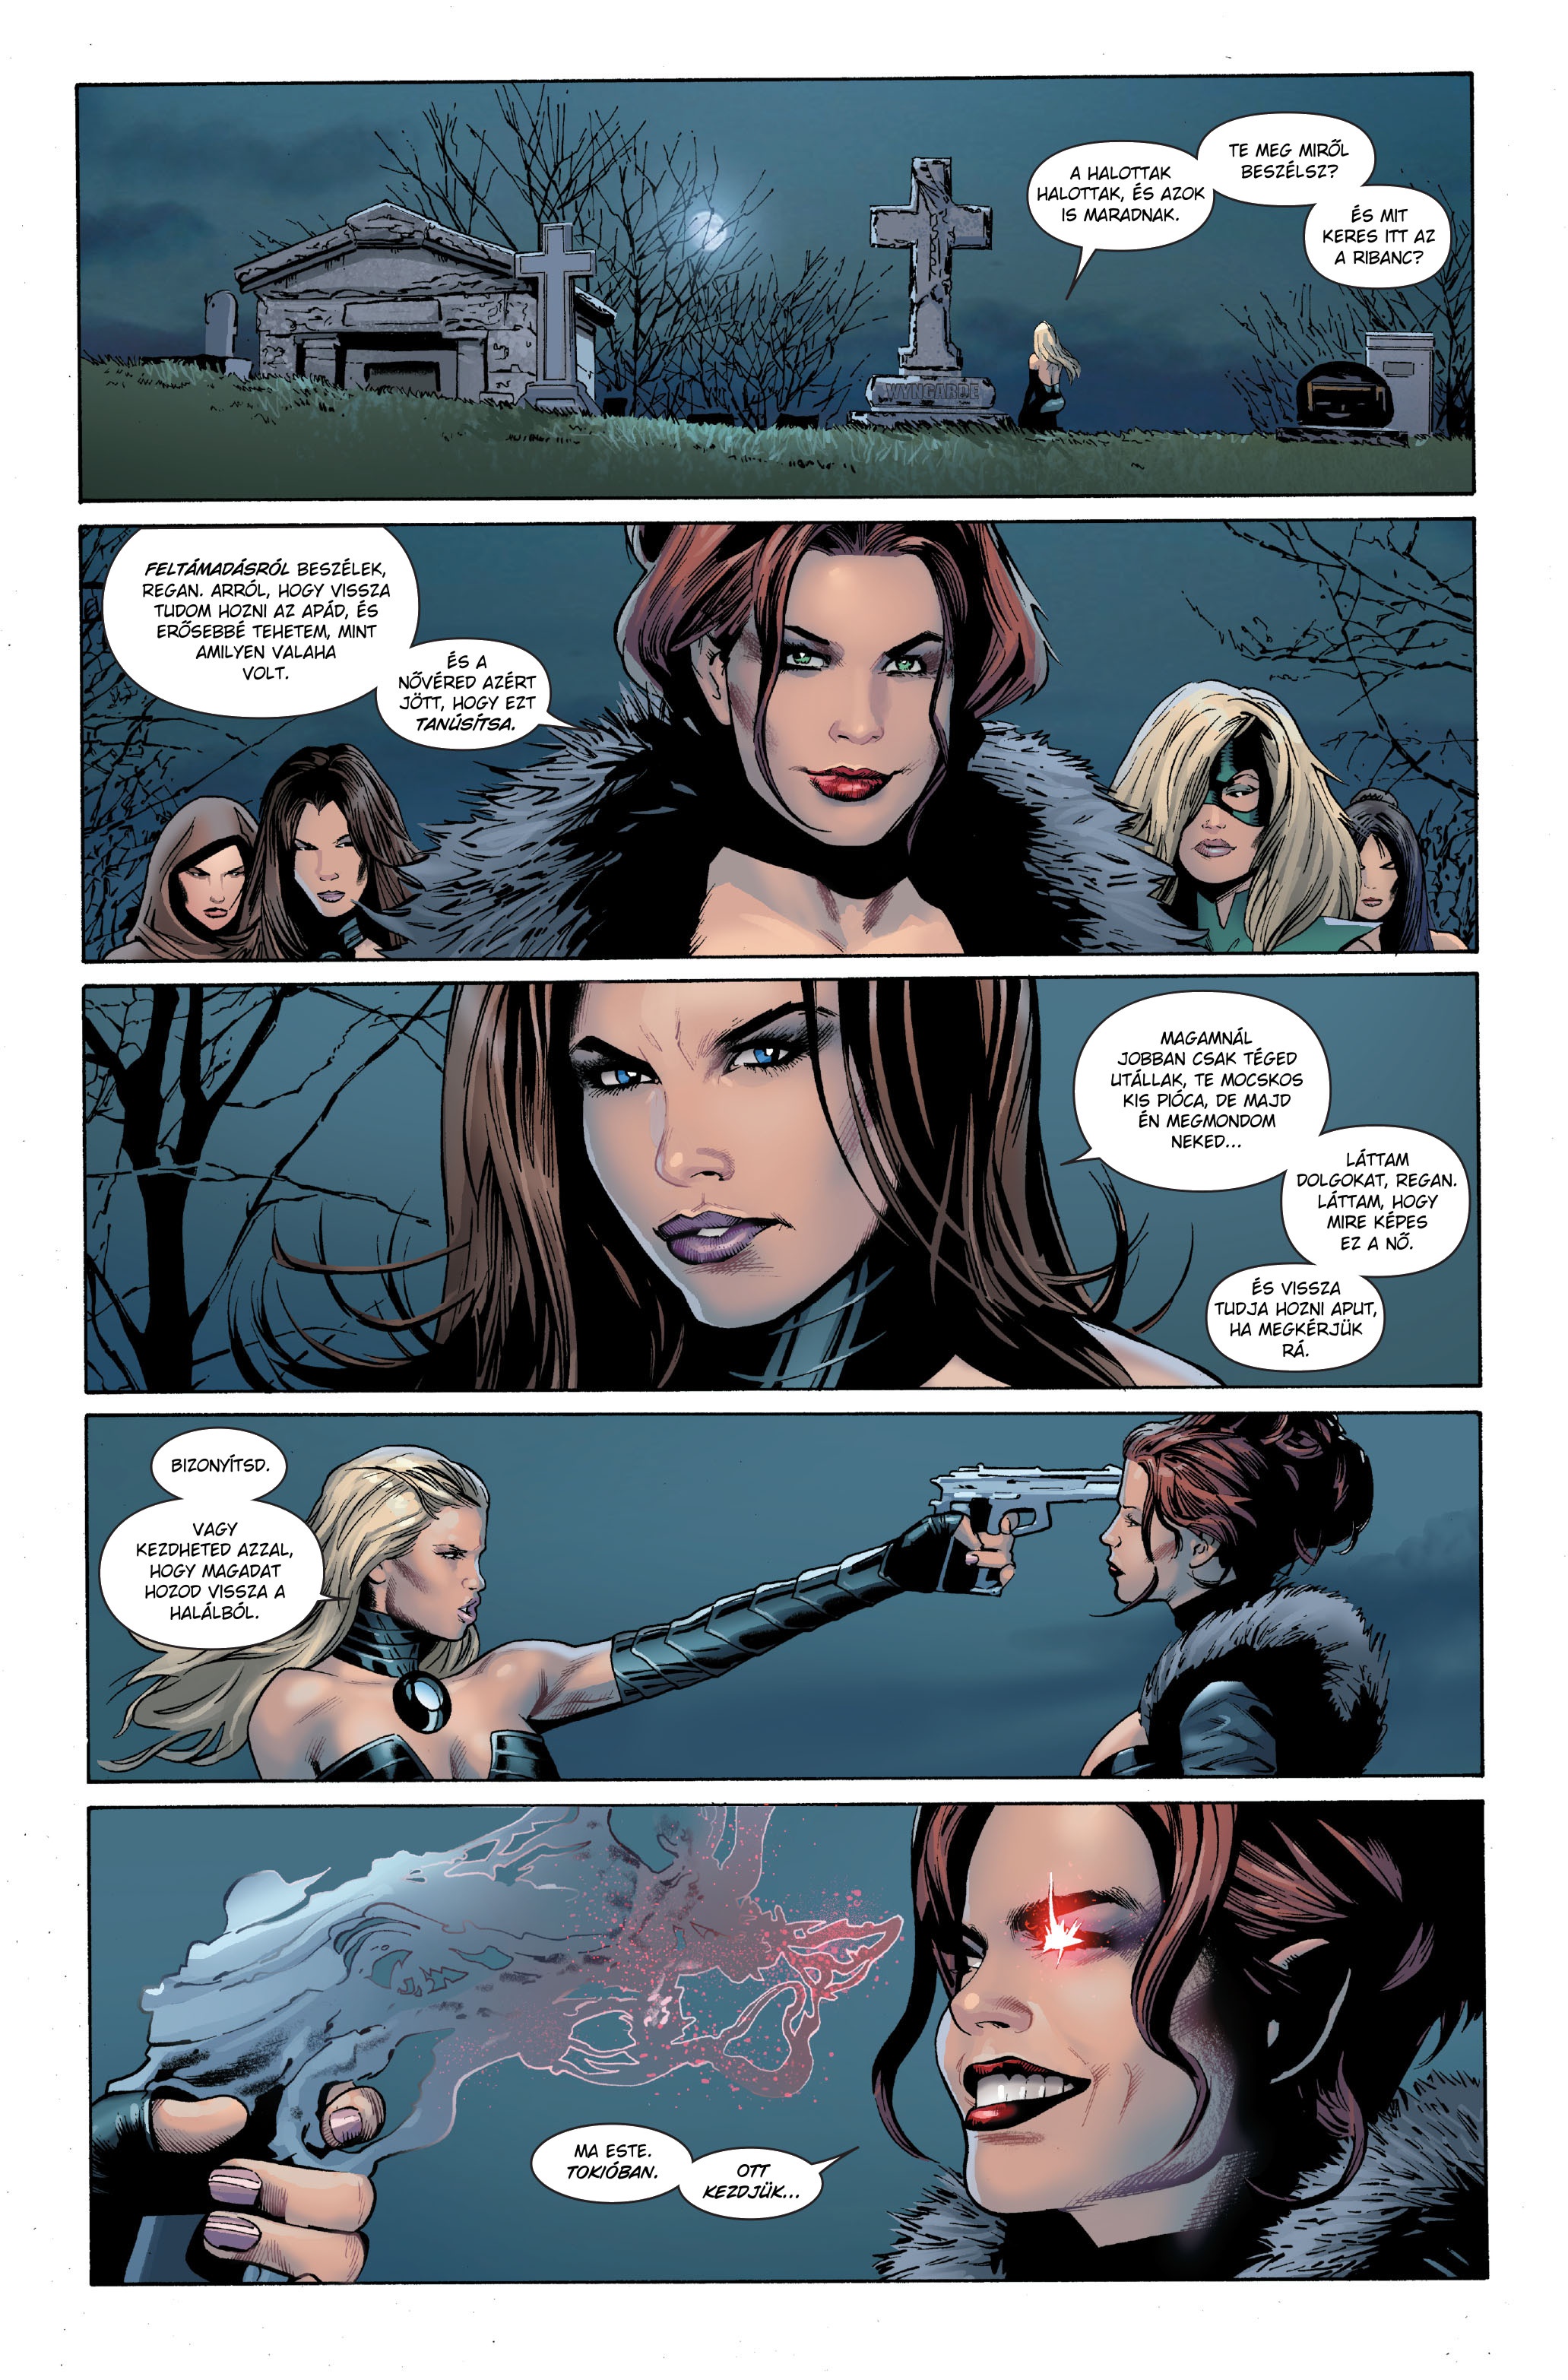 A HALOTTAK
HALOTTAK, ÉS AZOK
IS MARADNAK.
TE MEG MIRŐL
BESZÉLSZ?
ÉS MIT
KERES ITT AZ
A RIBANC?
WYNGARDE
FELTÁMADÁSRÓL BESZÉLEK,
REGAN. ARRÓL, HOGY VISSZA
TUDOM HOZNI AZ APÁD, ÉS
ERŐSEBBÉ TEHETEM, MINT
AMILYEN VALAHA
VOLT.
ÉS A
NŐVÉRED AZÉRT
JÖTT, HOGY EZT
TANÚSÍTSA.
MAGAMNÁL
JOBBAN CSAK TÉGED
UTÁLLAK, TE MOCSKOS
KIS PIÓCA, DE MAJD
ÉN MEGMONDOM
NEKED...
LÁTTAM
DOLGOKAT, REGAN.
LÁTTAM, HOGY
MIRE KÉPES
EZ A NŐ.
ÉS VISSZA
TUDJA HOZNI APUT,
HA MEGKÉRJÜK
RÁ.
BIZONYÍTSD.
VAGY
KEZDHETED AZZAL,
HOGY MAGADAT
HOZOD VISSZA A
HALÁLBÓL.
MA ESTE.
TOKIÓBAN.
OTT
KEZDJÜK...